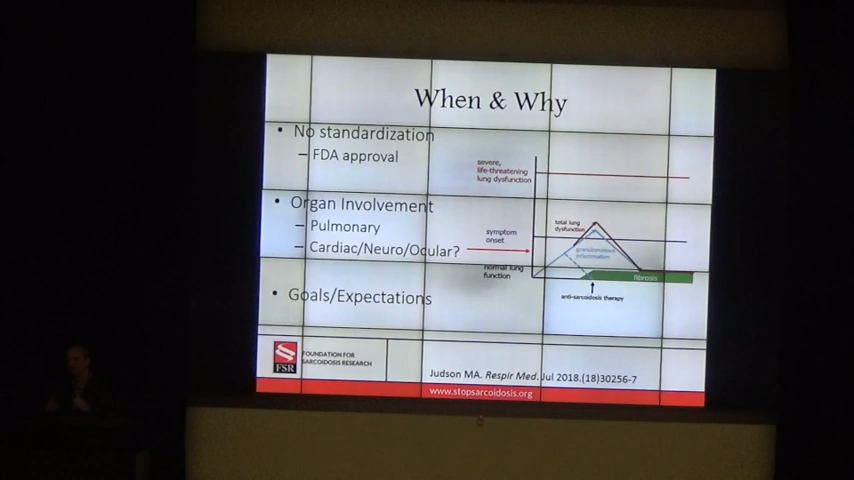 When & Why
• No standardization
– FDA approval
• Organ Involvement
– Pulmonary
– Cardiac/Neuro/Ocular?
• Goals/Expectations
severe,
life-threatening
lung dysfunction
symptom
onset
normal lung
function
total lung
dysfunction
granulomatous
inflammation
fibrosis
anti-sarcoidosis therapy
FSR
FOUNDATION FOR
SARCOIDOSIS RESEARCH
Judson MA. Respir Med. Jul 2018.(18)30256-7
www.stopsarcoidosis.org